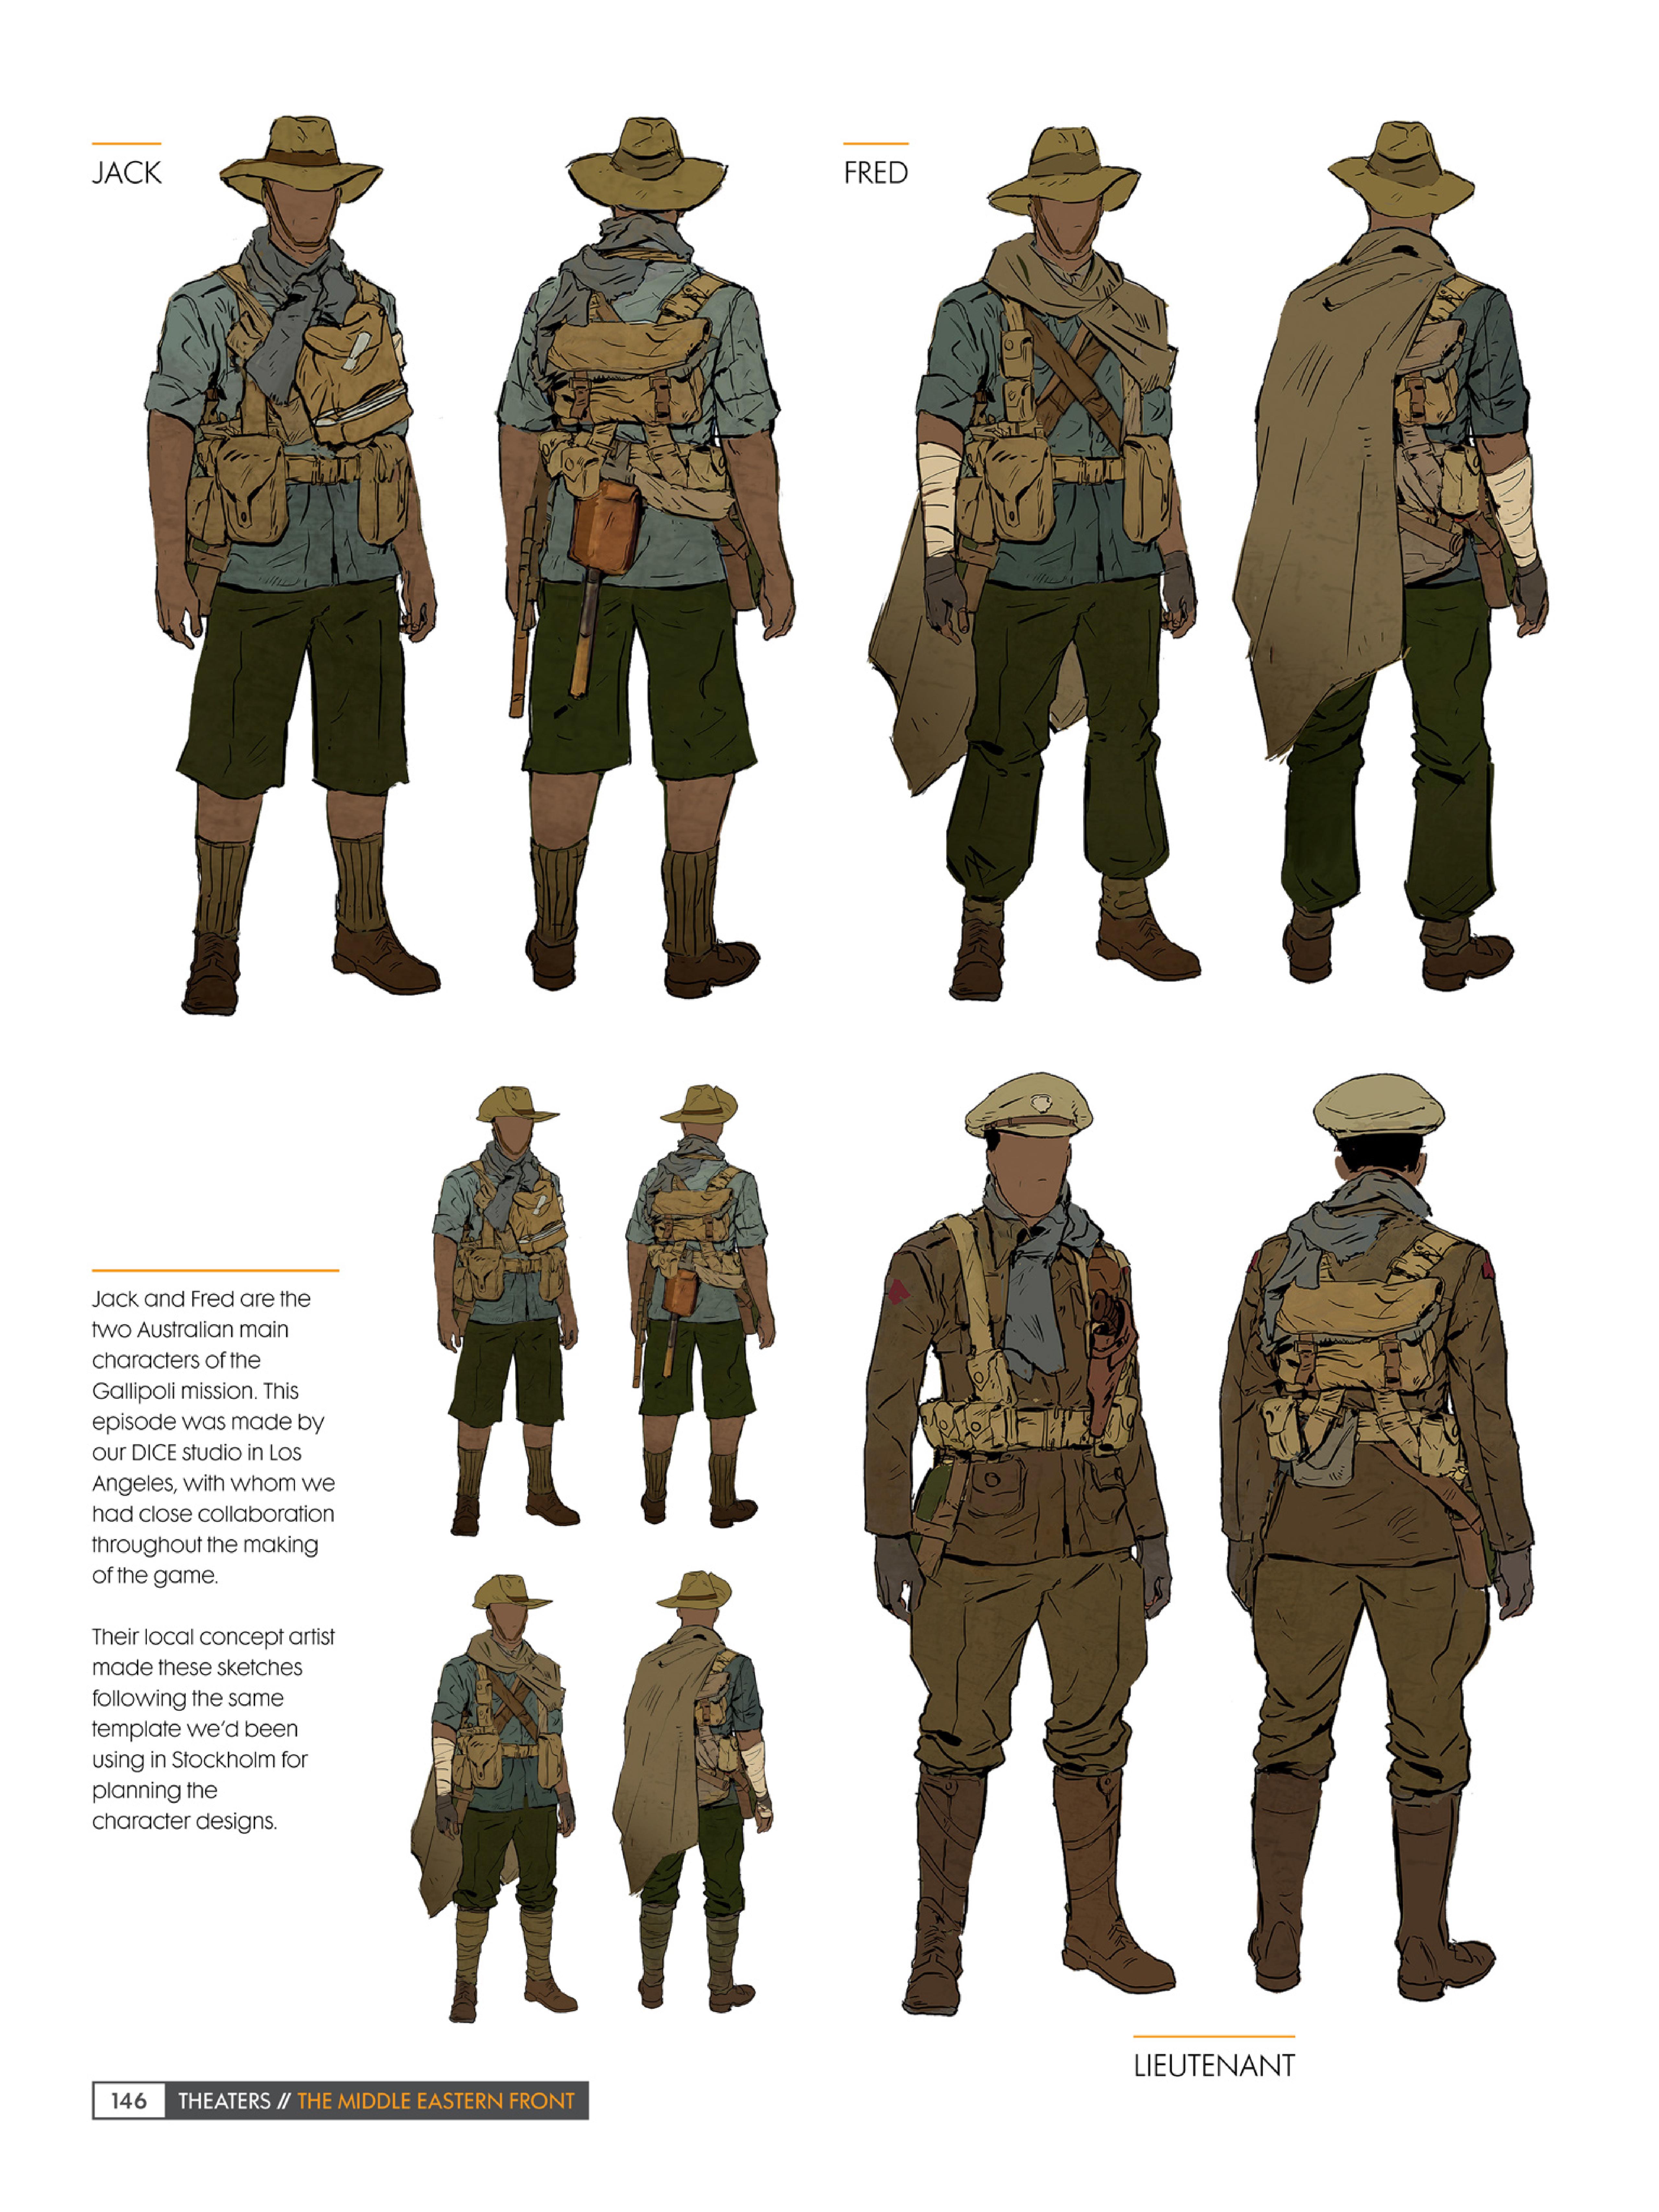 JACK
FRED
Jack and Fred are the
two Australian main
characters of the
Gallipoli mission. This
episode was made by
our DICE studio in Los
Angeles, with whom we
had close collaboration
throughout the making
of the game.
Their local concept artist
made these sketches
following the same
template we'd been
using in Stockholm for
planning the
character designs.
LIEUTENANT
146 THEATERS // THE MIDDLE EASTERN FRONT